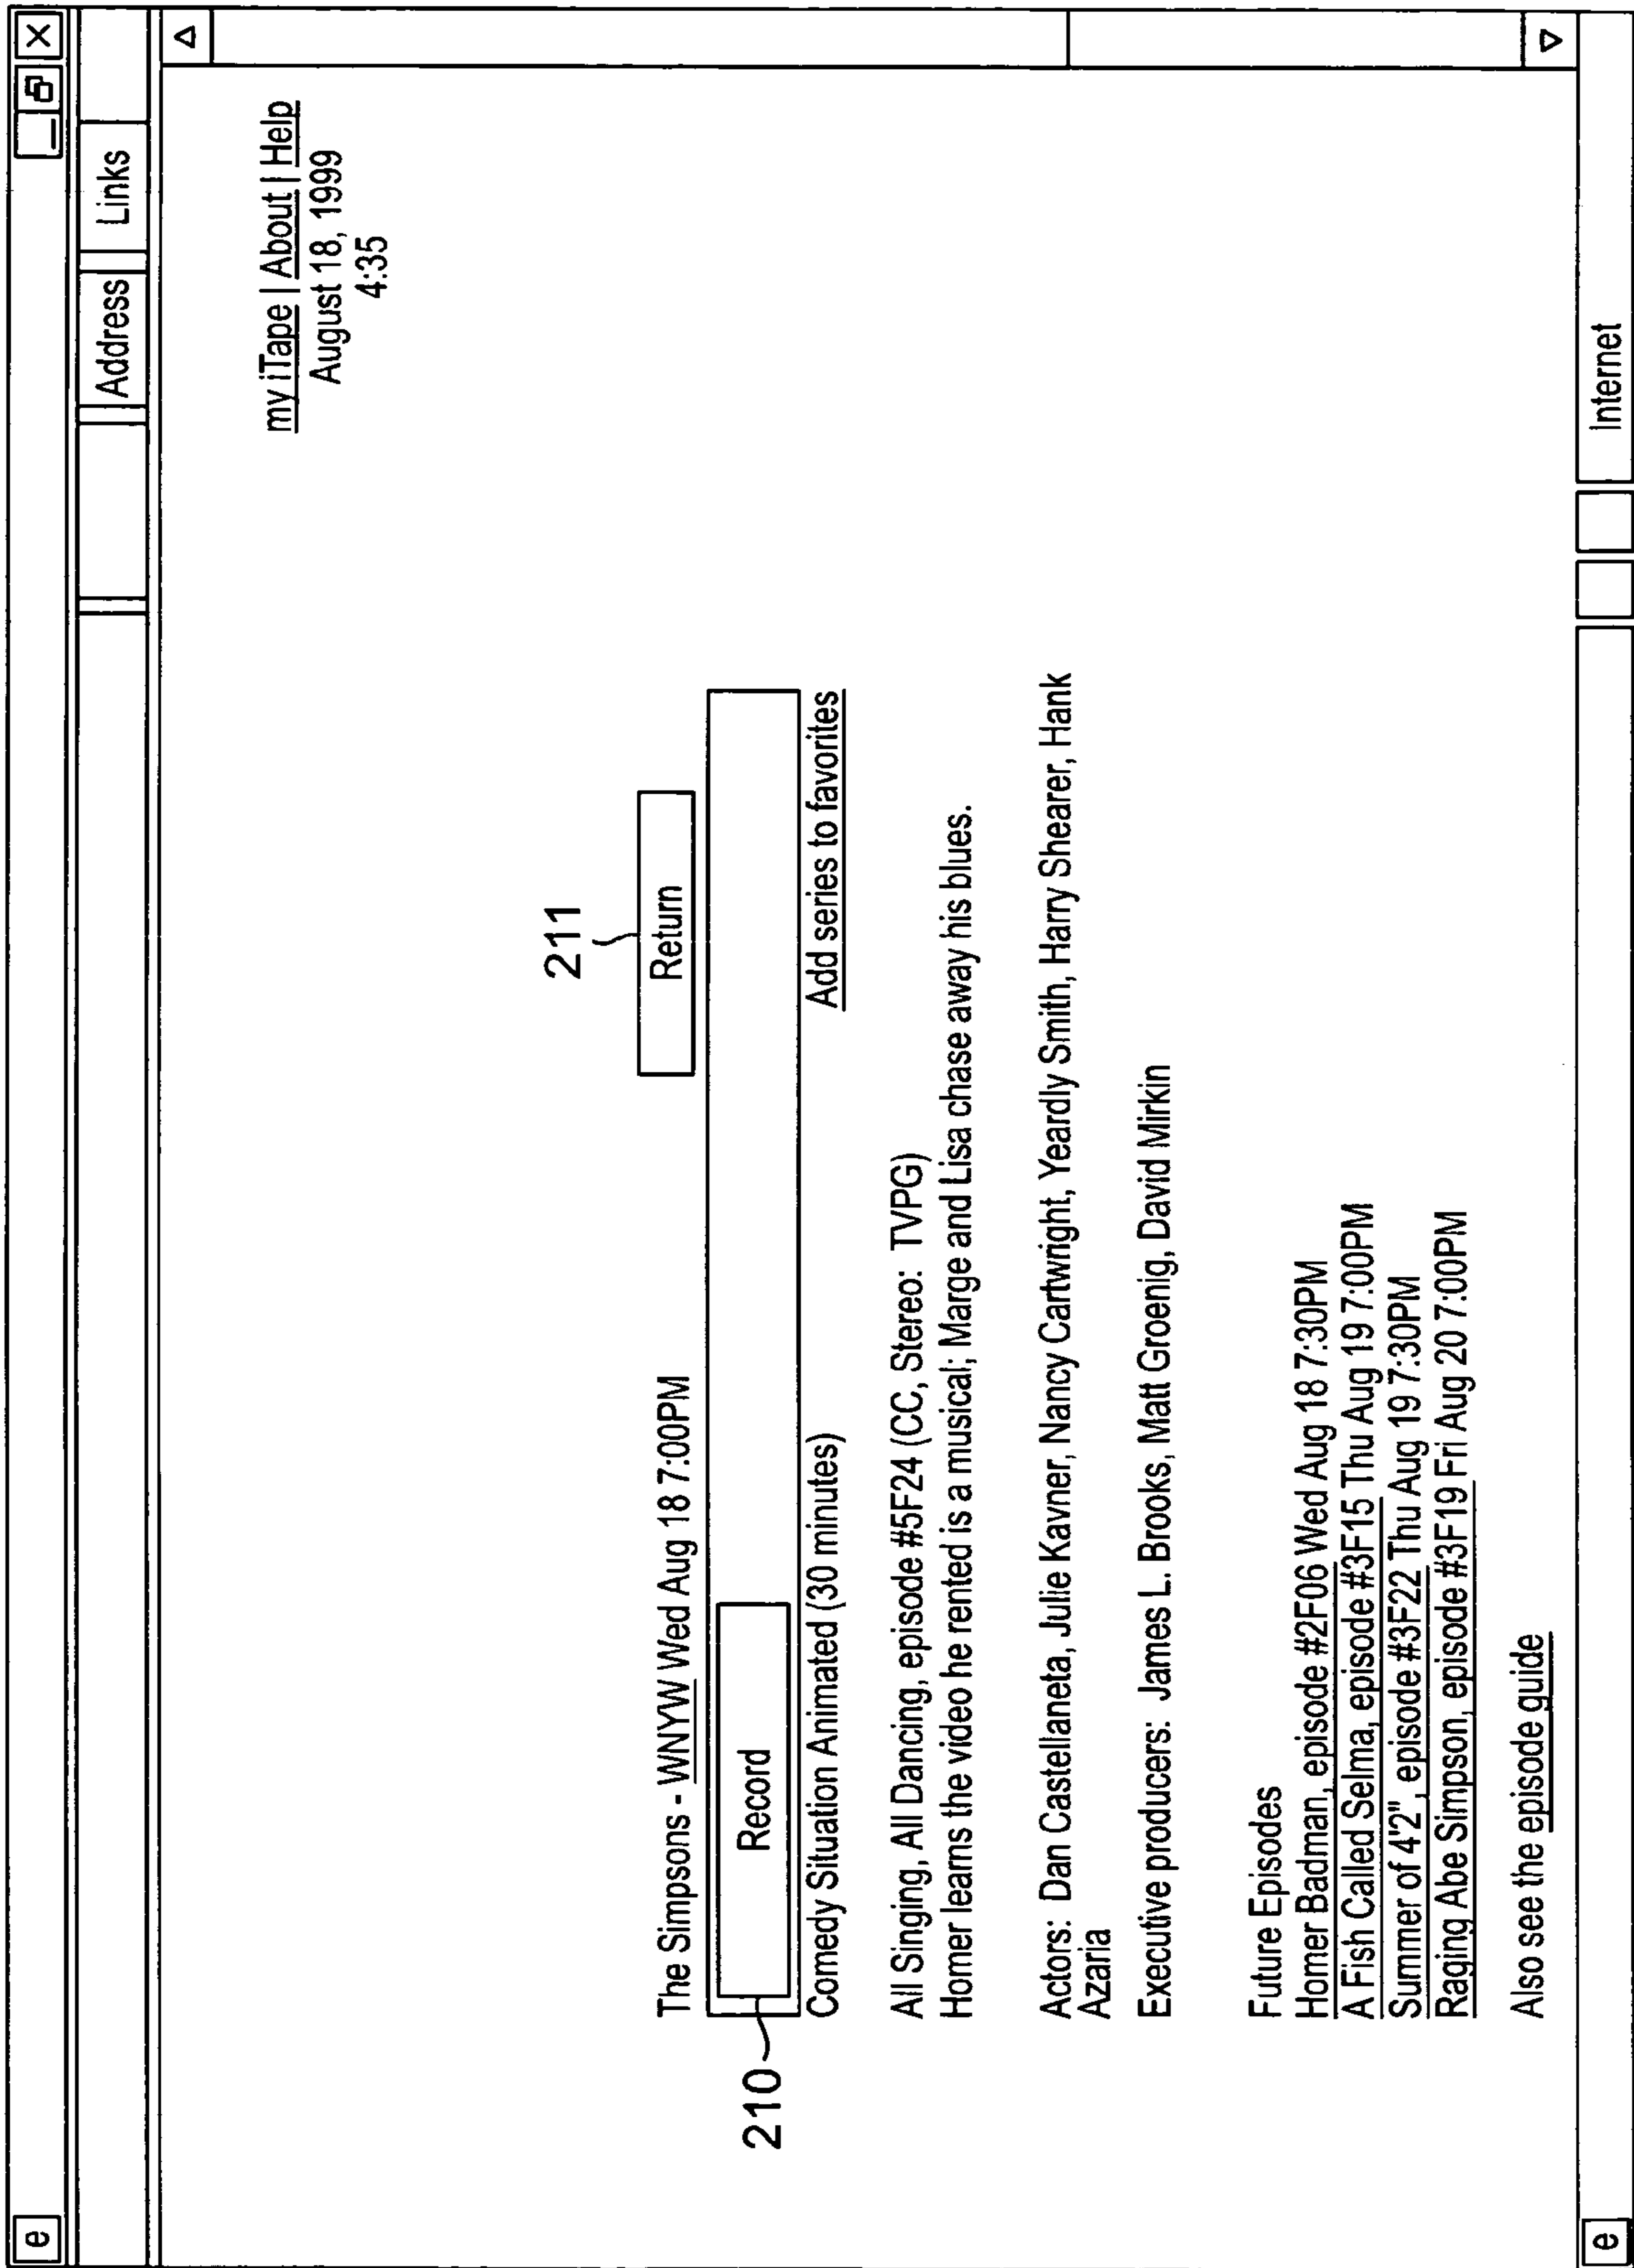 e
Address
Links
my iTape | About | Help
August 18, 1999
4:35
211
Return
The Simpsons - WNYW Wed Aug 18 7:00PM
210
Record
Comedy Situation Animated (30 minutes)
Add series to favorites
All Singing, All Dancing, episode #5F24 (CC, Stereo: TVPG)
Homer learns the video he rented is a musical; Marge and Lisa chase away his blues.
Actors: Dan Castellaneta, Julie Kavner, Nancy Cartwright, Yeardly Smith, Harry Shearer, Hank
Azaria
Executive producers: James L. Brooks, Matt Groenig, David Mirkin
Future Episodes
Homer Badman, episode #2F06 Wed Aug 18 7:30PM
A Fish Called Selma, episode #3F15 Thu Aug 19 7:00PM
Summer of 4'2", episode #3F22 Thu Aug 19 7:30PM
Raging Abe Simpson, episode #3F19 Fri Aug 20 7:00PM
Also see the episode guide
e
Internet